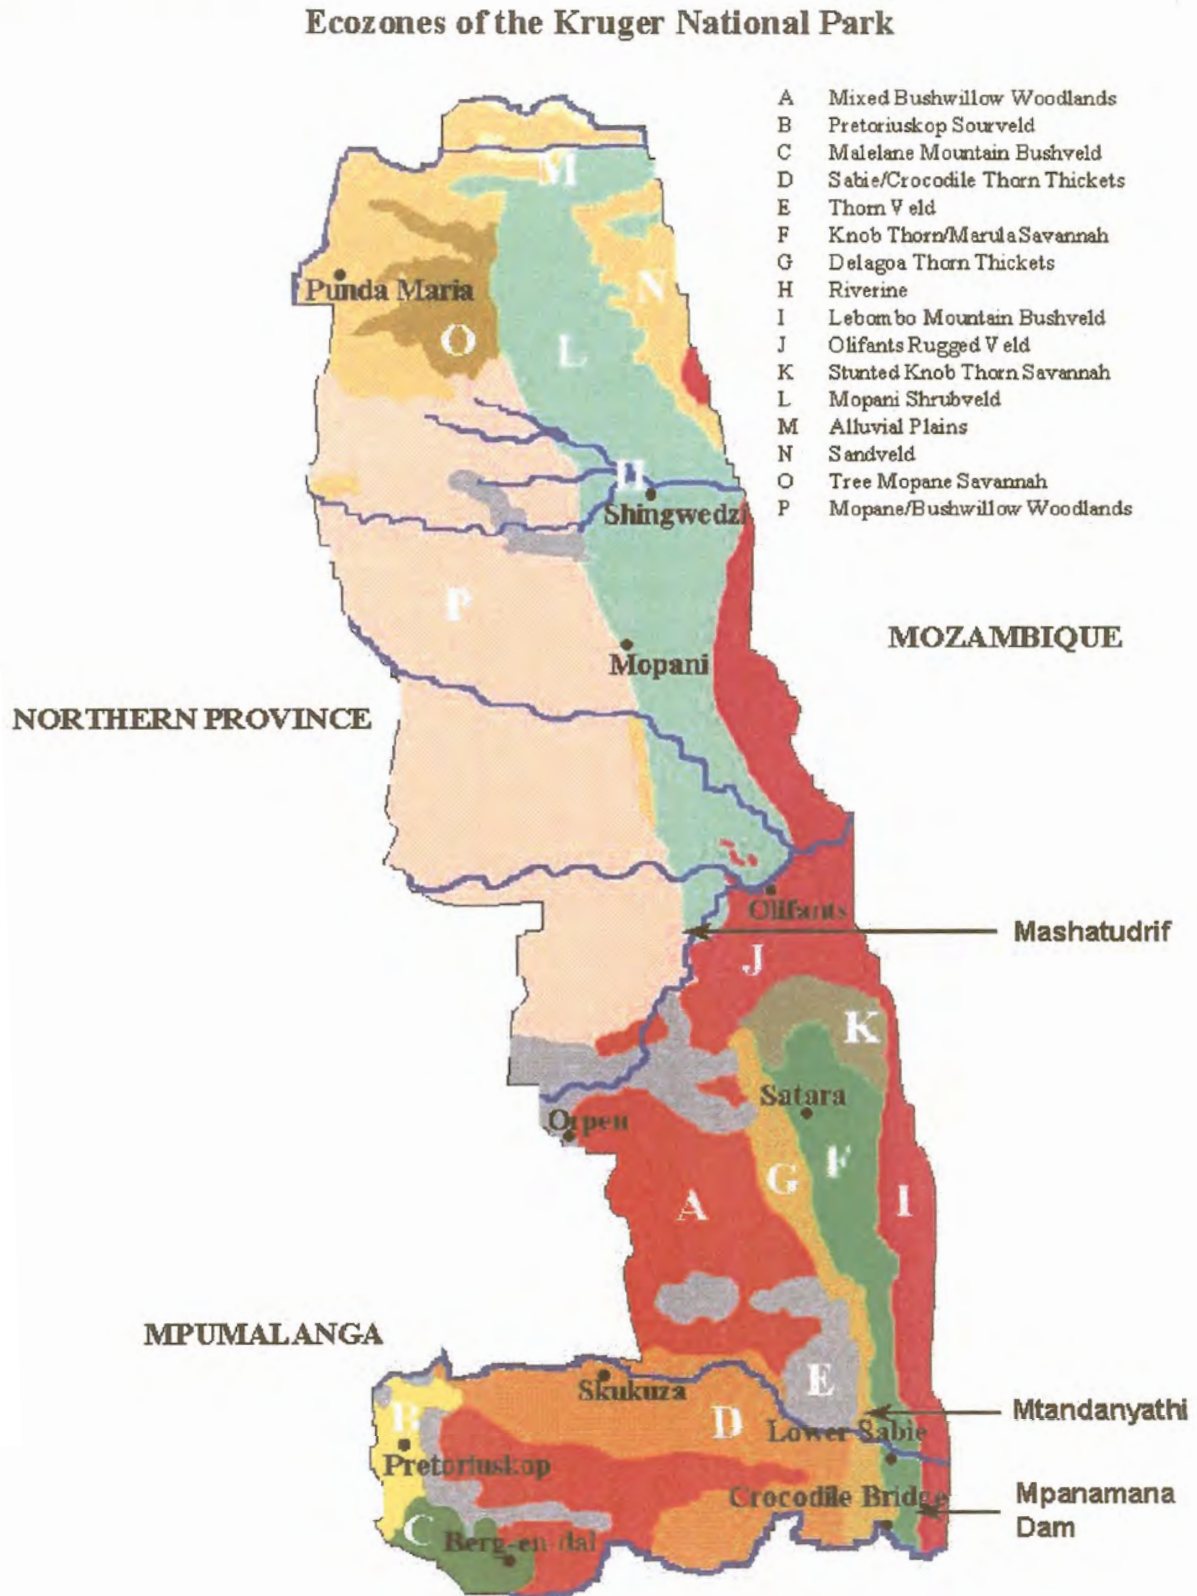 Ecozones of the Kruger National Park
A Mixed Bushwillow Woodlands
B Pretoriuskop Sourveld
C Malelane Mountain Bushveld
D Sabie/Crocodile Thorn Thickets
E Thorn Veld
F Knob Thorn/Marula Savannah
G Delagoa Thorn Thickets
H Riverine
I Lebombo Mountain Bushveld
J Olifants Rugged Veld
K Stunted Knob Thorn Savannah
L Mopani Shrubveld
M Alluvial Plains
N Sandveld
O Tree Mopane Savannah
P Mopane/Bushwillow Woodlands
M
Punda Maria
N
O
L
H
Shingwedzi
P
MOZAMBIQUE
Mopani
NORTHERN PROVINCE
Olifants
Mashatudrif
J
K
Satara
Orpen
F
G
A
I
MPUMALANGA
E
Skukuza
B
D
Mtandanyathi
Lower Sabie
Pretoriuskop
Crocodile Bridge
Mpanamana
Dam
C
Berg-en-dal